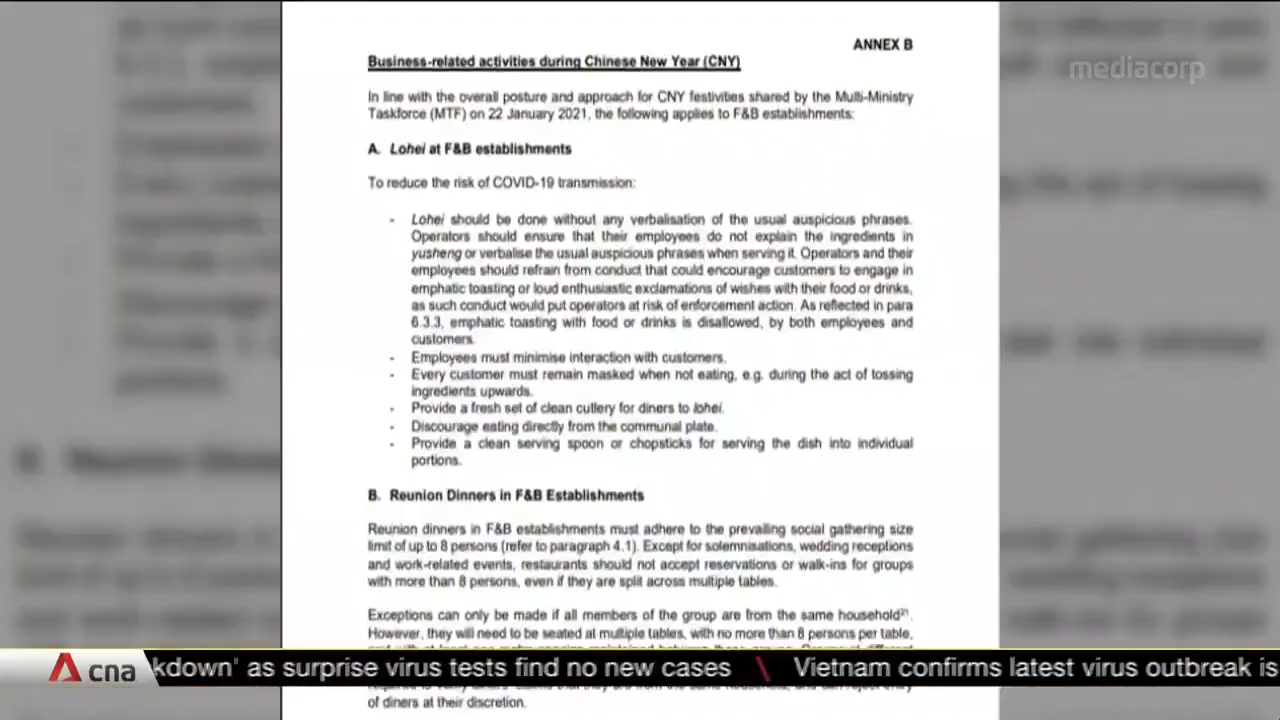 ANNEX B
mediacorp
Business-related activities during Chinese New Year (CNY)
In line with the overall posture and approach for CNY festivities shared by the Multi-Ministry
Taskforce (MTF) on 22 January 2021, the following applies to F&B establishments:
A. Lohei at F&B establishments
To reduce the risk of COVID-19 transmission:
- Lohei should be done without any verbalisation of the usual auspicious phrases.
Operators should ensure that their employees do not explain the ingredients in
yusheng or verbalise the usual auspicious phrases when serving it. Operators and their
employees should refrain from conduct that could encourage customers to engage in
emphatic toasting or loud enthusiastic exclamations of wishes with their food or drinks,
as such conduct would put operators at risk of enforcement action. As reflected in para
6.3.3, emphatic toasting with food or drinks is disallowed, by both employees and
customers.
- Employees must minimise interaction with customers.
- Every customer must remain masked when not eating, e.g. during the act of tossing
ingredients upwards.
- Provide a fresh set of clean cutlery for diners to lohei.
- Discourage eating directly from the communal plate.
- Provide a clean serving spoon or chopsticks for serving the dish into individual
portions.
B. Reunion Dinners in F&B Establishments
Reunion dinners in F&B establishments must adhere to the prevailing social gathering size
limit of up to 8 persons (refer to paragraph 4.1). Except for solemnisations, wedding receptions
and work-related events, restaurants should not accept reservations or walk-ins for groups
with more than 8 persons, even if they are split across multiple tables.
Exceptions can only be made if all members of the group are from the same household
However, they will need to be seated at multiple tables, with no more than 8 persons per table,
cna
kdown' as surprise virus tests find no new cases \ Vietnam confirms latest virus outbreak is
of diners at their discretion.